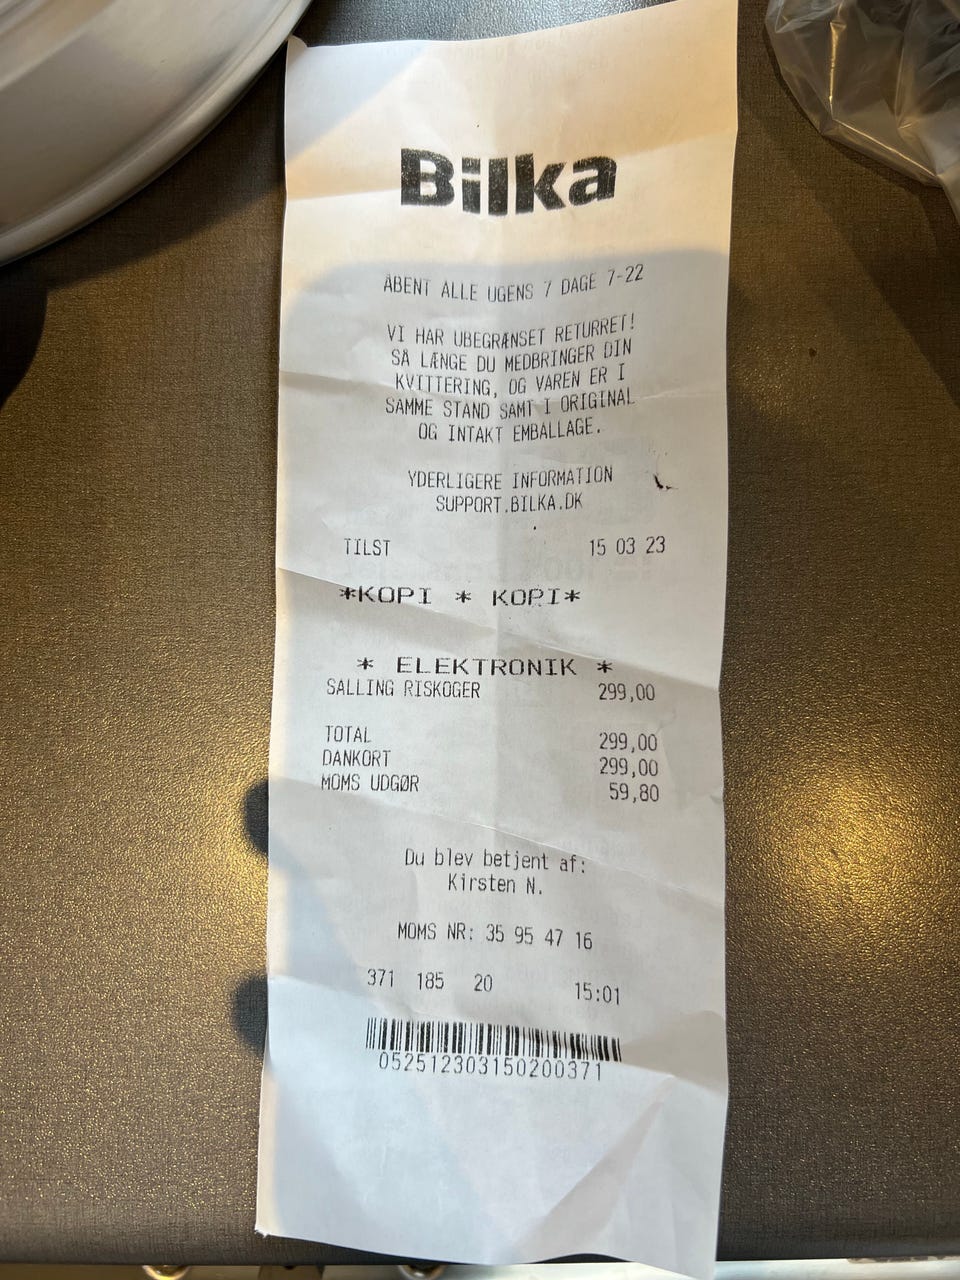 Bilka
ÅBENT ALLE UGENS 7 DAGE 7-22
VI HAR UBEGRÆNSET RETURRET!
SÅ LÆNGE DU MEDBRINGER DIN
KVITTERING, OG VAREN ER I
SAMME STAND SAMT I ORIGINAL
OG INTAKT EMBALLAGE.
YDERLIGERE INFORMATION
SUPPORT.BILKA.DK
TILST 15 03 23
*KOPI * KOPI*
* ELEKTRONIK *
SALLING RISKOGER 299,00
TOTAL 299,00
DANKORT 299,00
MOMS UDGØR 59,80
Du blev betjent af:
Kirsten N.
MOMS NR: 35 95 47 16
371 185 20 15:01
052512303150200371